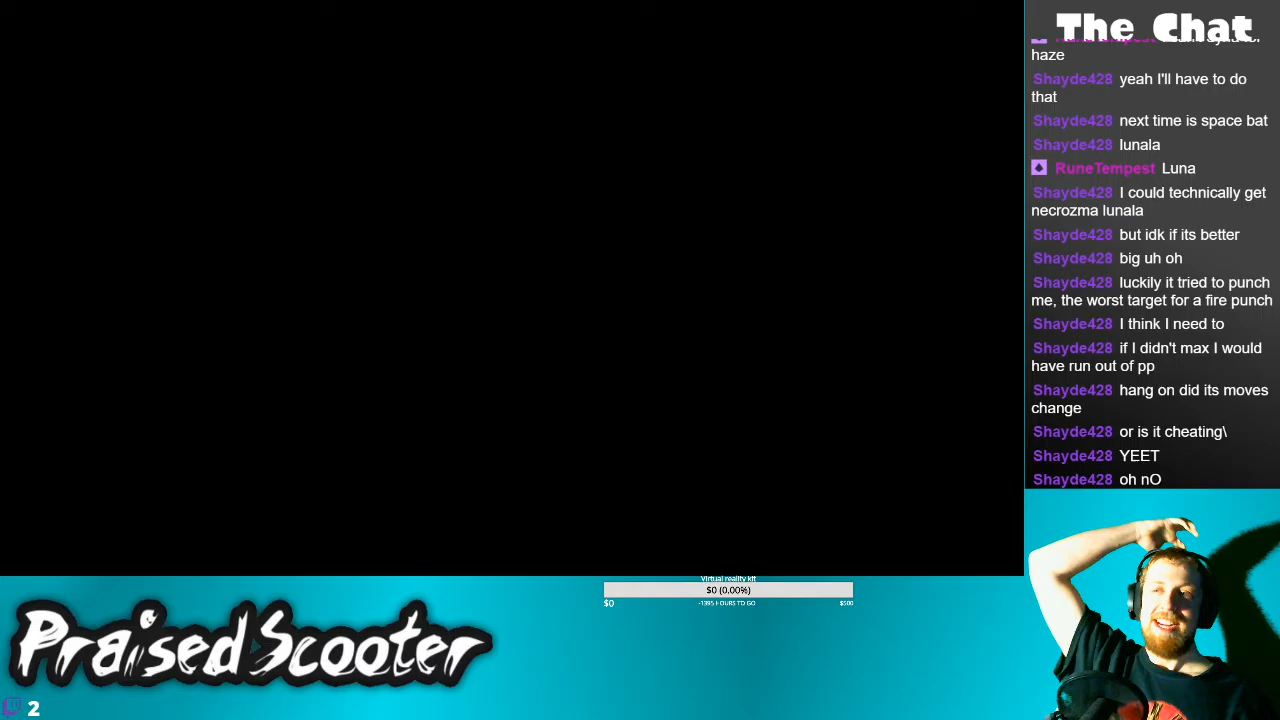 The Chat
haze
Shayde428 yeah I'll have to do
that
Shayde428 next time is space bat
Shayde428 lunala
RuneTempest Luna
Shayde428 I could technically get
necrozma lunala
Shayde428 but idk if its better
Shayde428 big uh oh
Shayde428 luckily it tried to punch
me, the worst target for a fire punch
Shayde428 I think I need to
Shayde428 if I didn't max I would
have run out of pp
Shayde428 hang on did its moves
change
Shayde428 or is it cheating\
Shayde428 YEET
Shayde428 oh nO
Virtual reality kit
$0 (0.00%)
$0 -1395 HOURS TO GO $500
PraisedScooter
2